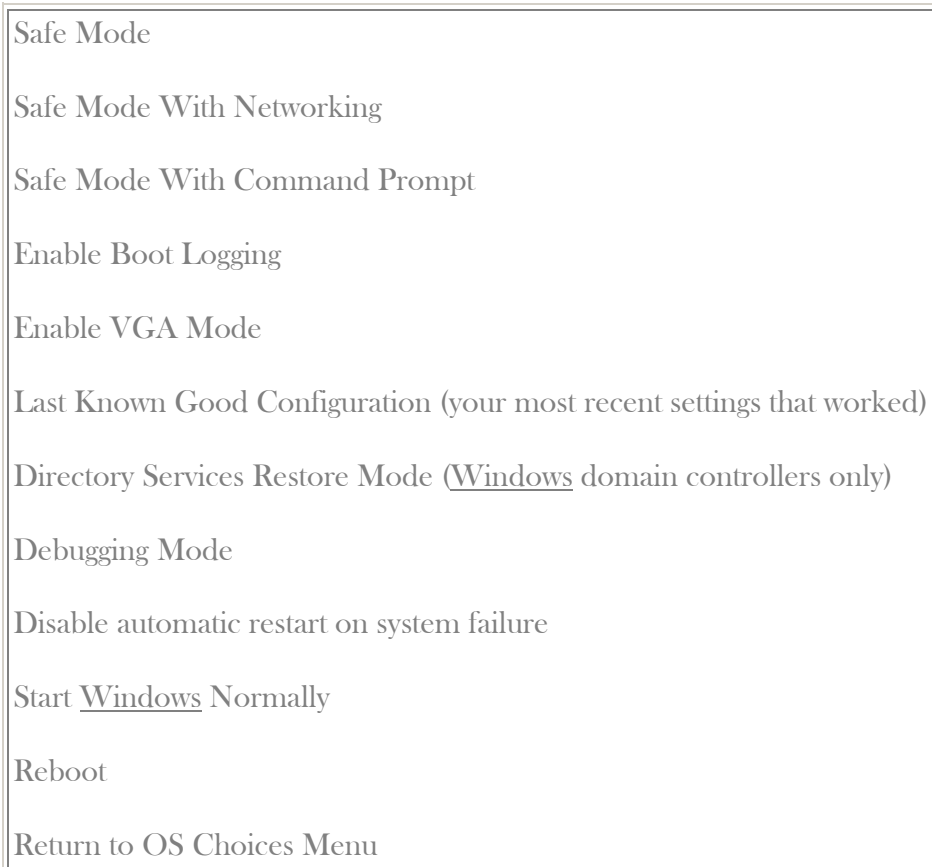 Safe Mode
Safe Mode With Networking
Safe Mode With Command Prompt
Enable Boot Logging
Enable VGA Mode
Last Known Good Configuration (your most recent settings that worked)
Directory Services Restore Mode (Windows domain controllers only)
Debugging Mode
Disable automatic restart on system failure
Start Windows Normally
Reboot
Return to OS Choices Menu